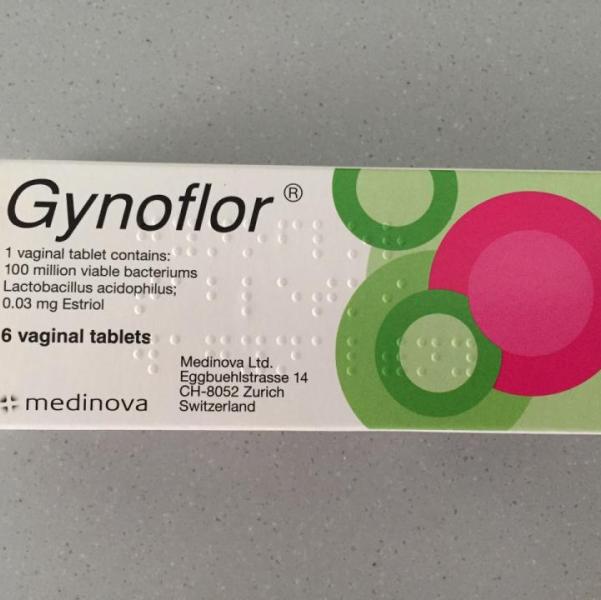 Gynoflor®
1 vaginal tablet contains:
100 million viable bacteriums
Lactobacillus acidophilus;
0.03 mg Estriol
6 vaginal tablets
medinova
Medinova Ltd.
Eggbuehlstrasse 14
CH-8052 Zurich
Switzerland